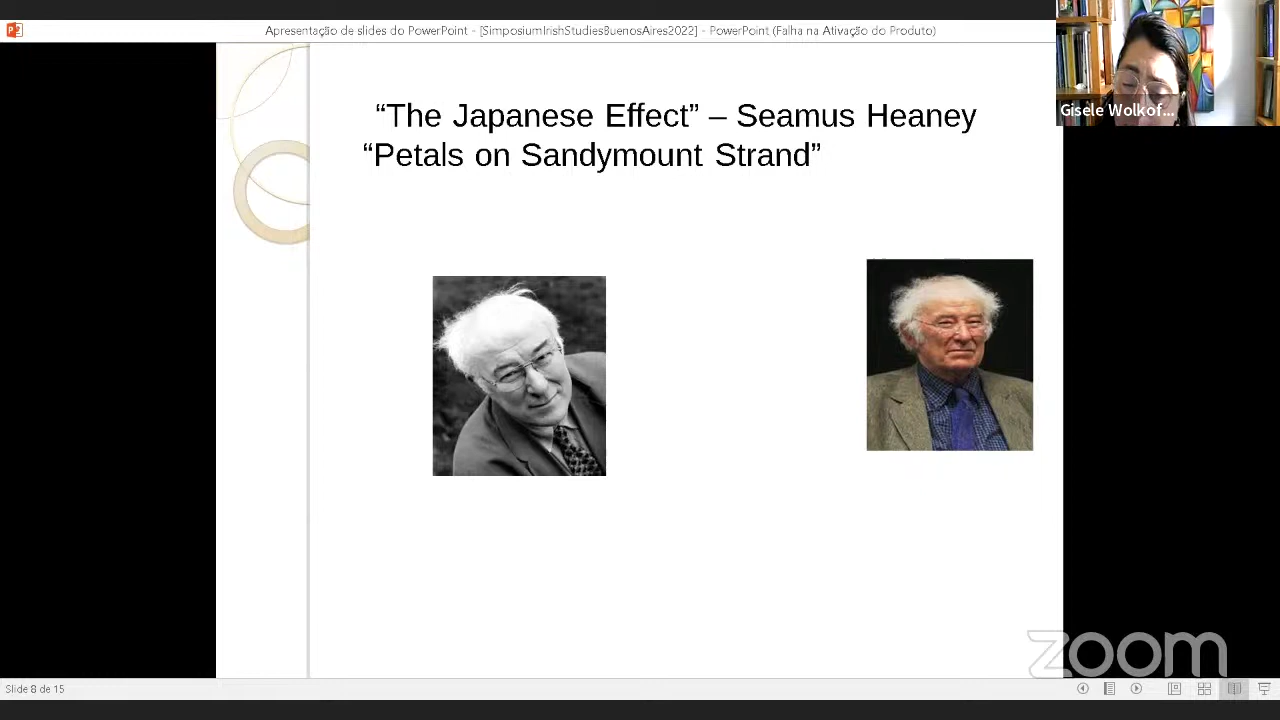 Apresentação de slides do PowerPoint - [SimposiumIrishStudiesBuenosAires2022] - PowerPoint (Falha na Ativação do Produto)
Gisele Wolkof...
“The Japanese Effect” – Seamus Heaney
“Petals on Sandymount Strand”
zoom
Slide 8 de 15